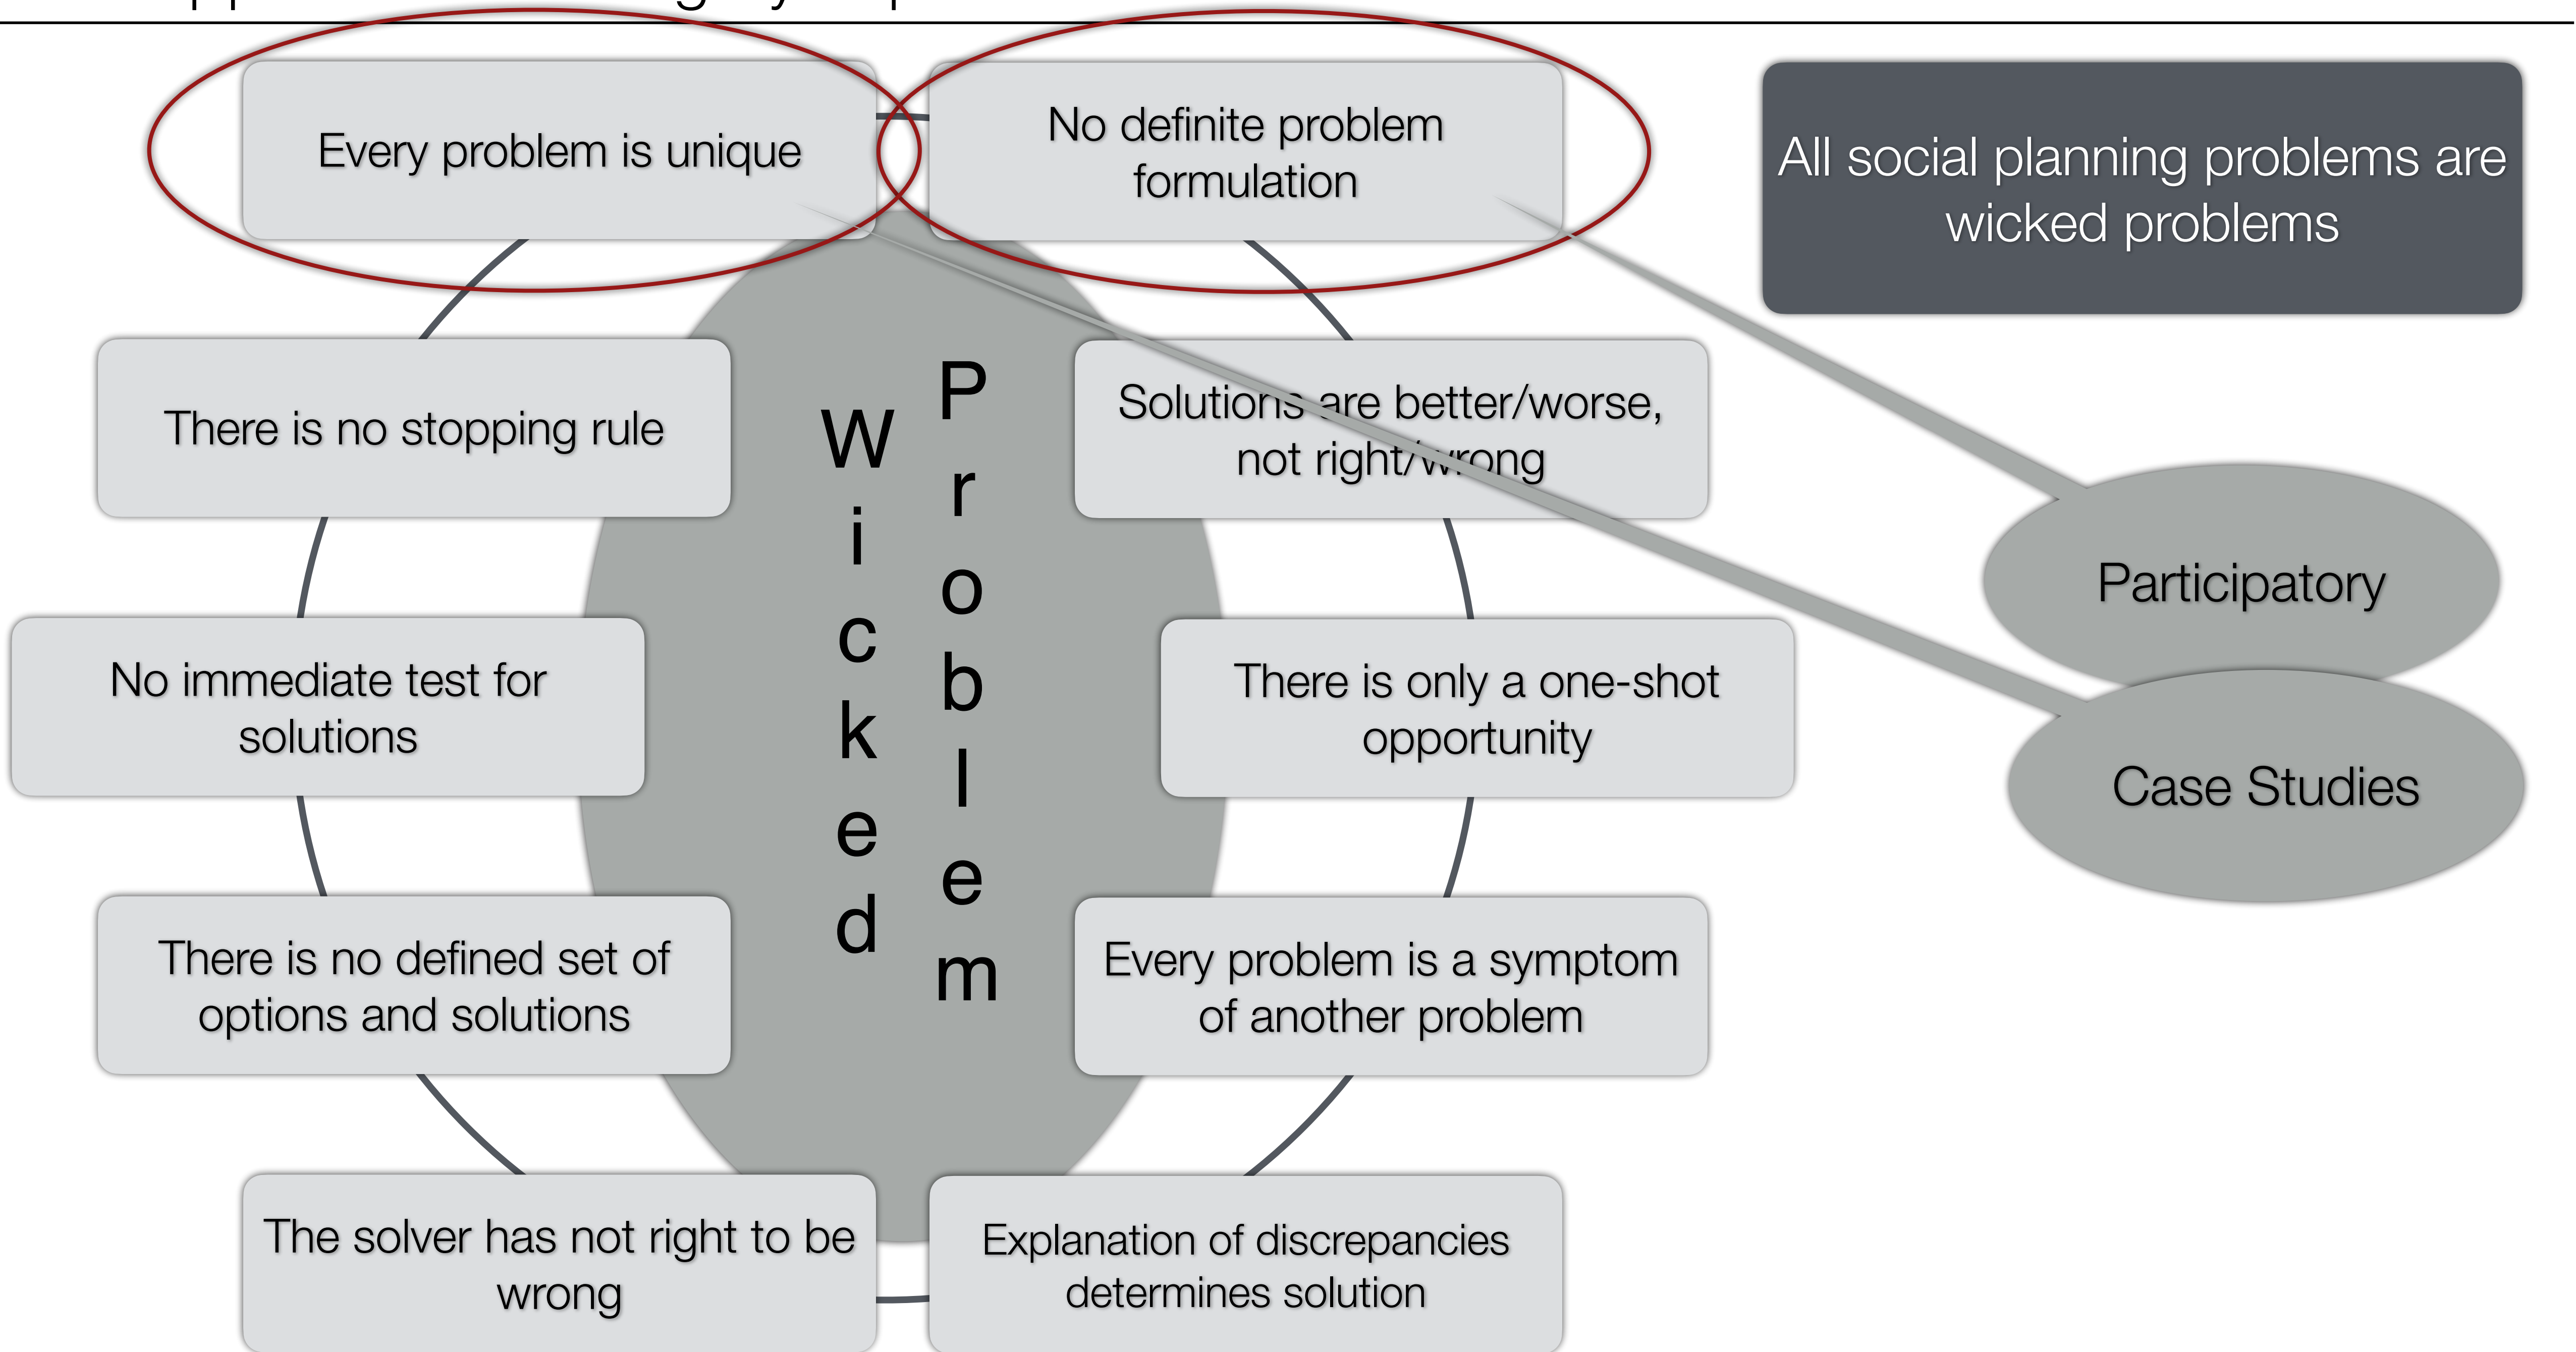 Every problem is unique
No definite problem
formulation
All social planning problems are
wicked problems
There is no stopping rule
Wicked
Problem
Solutions are better/worse,
not right/wrong
Participatory
No immediate test for
solutions
There is only a one-shot
opportunity
Case Studies
There is no defined set of
options and solutions
Every problem is a symptom
of another problem
The solver has not right to be
wrong
Explanation of discrepancies
determines solution